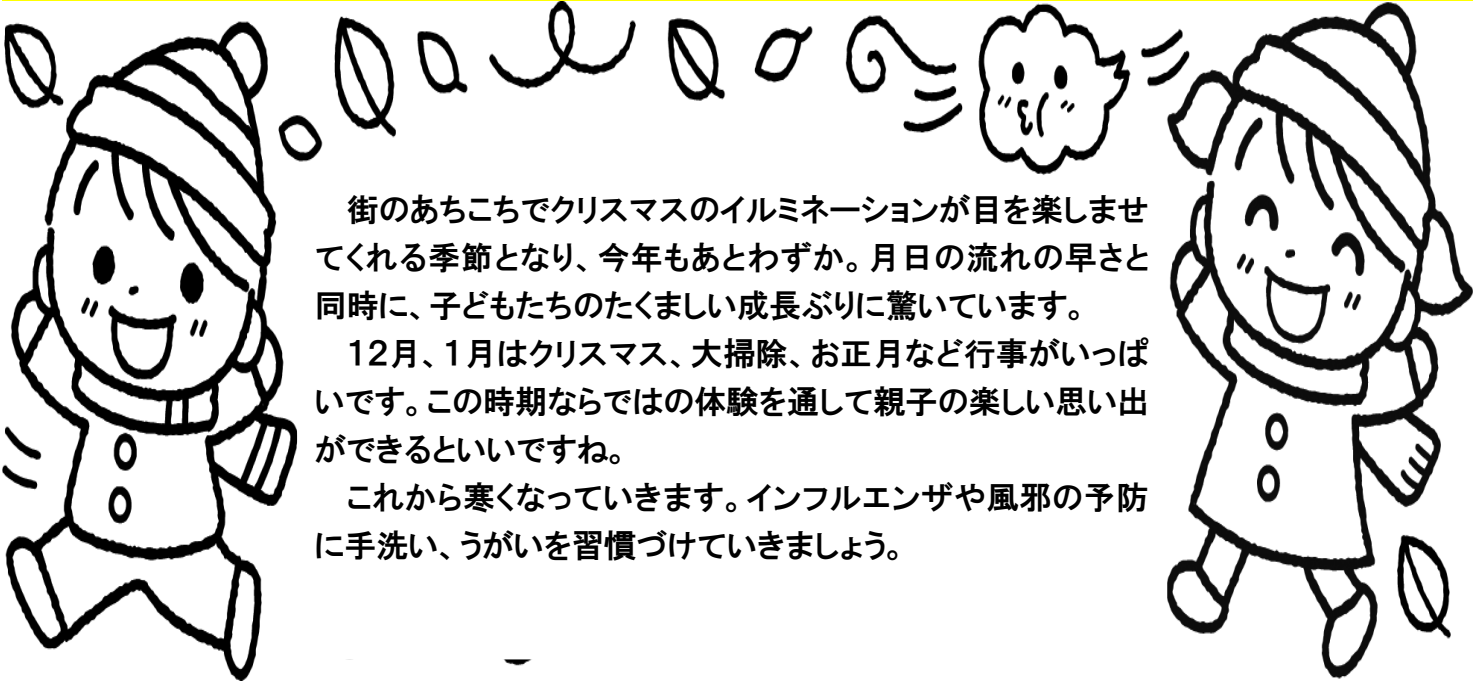 街のあちこちでクリスマスのイルミネーションが目を楽しませ
てくれる季節となり、今年もあとわずか。月日の流れの早さと
同時に、子どもたちのたくましい成長ぶりに驚いています。
　１２月、１月はクリスマス、大掃除、お正月など行事がいっぱ
いです。この時期ならではの体験を通して親子の楽しい思い出
ができるといいですね。
　これから寒くなっていきます。インフルエンザや風邪の予防
に手洗い、うがいを習慣づけていきましょう。